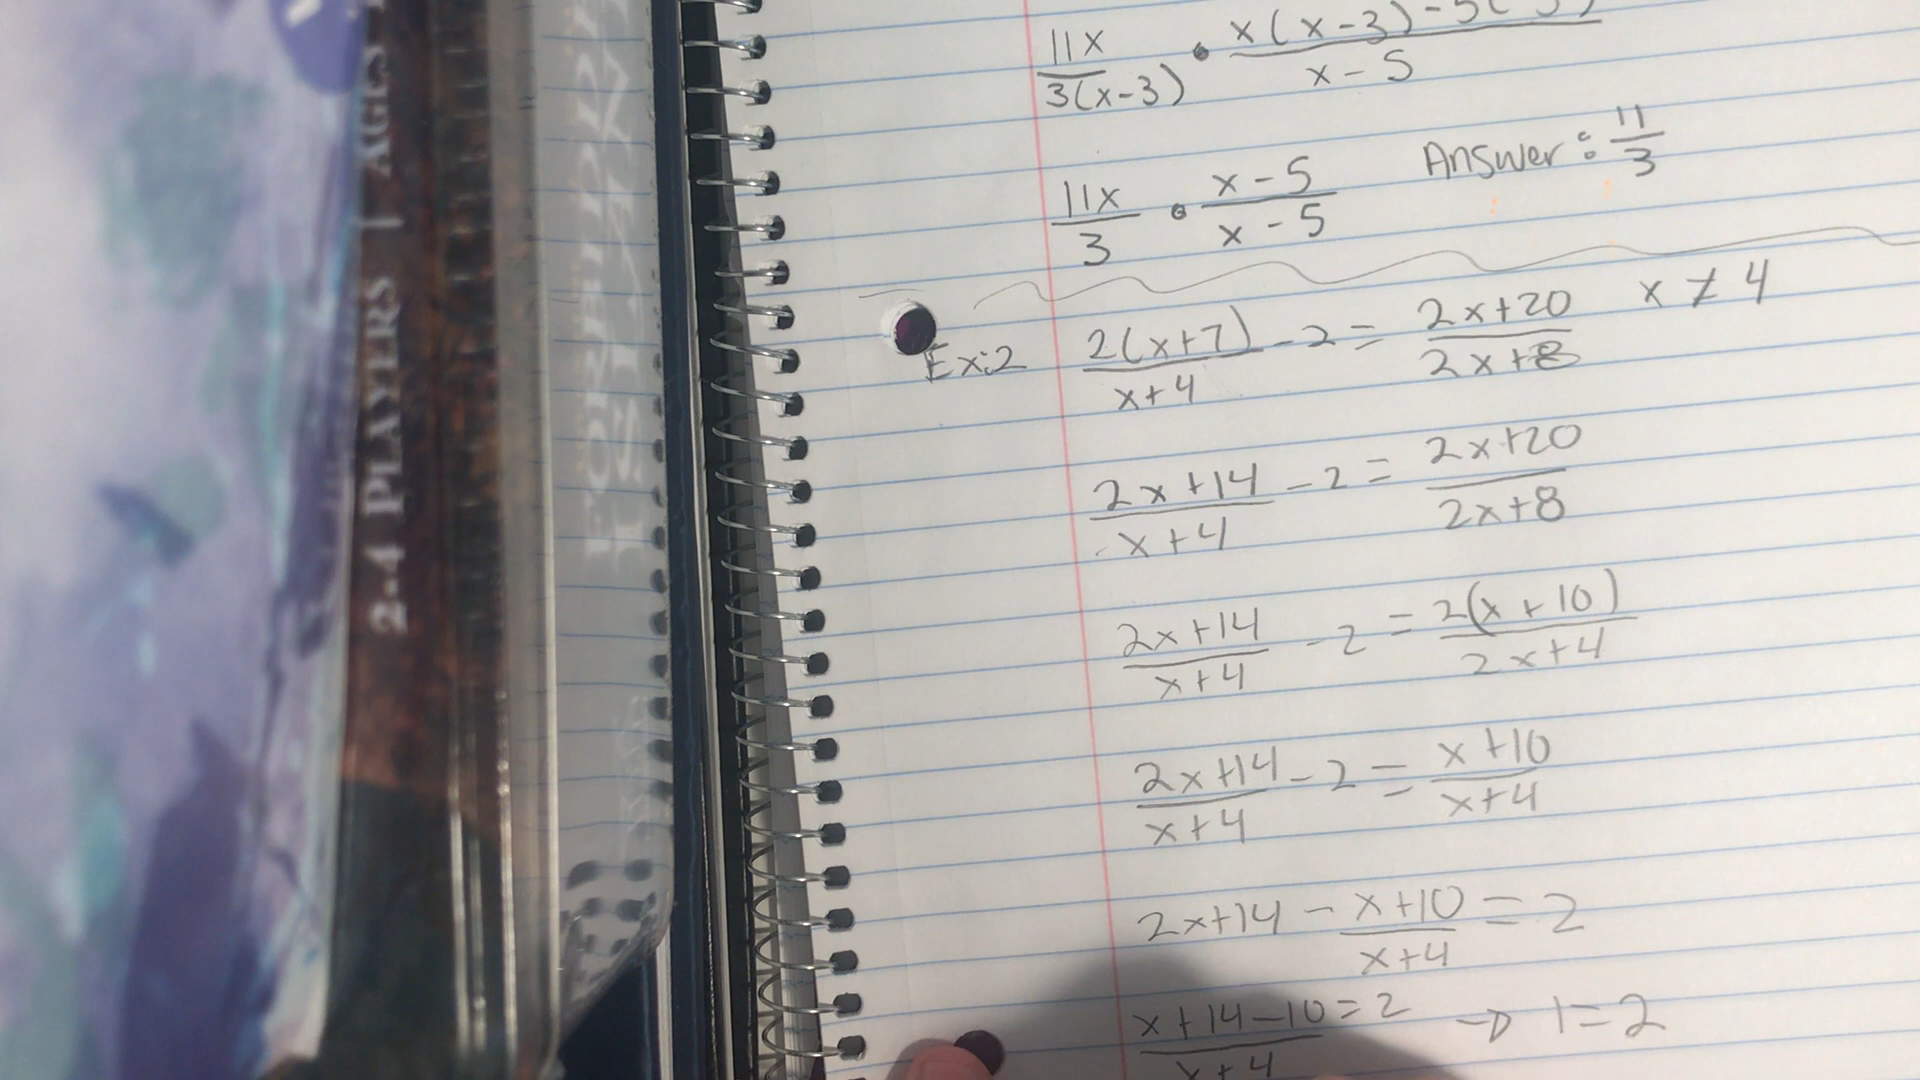 2-4 PLAYERS | AGES
11x/3(x-3) • x(x-3)-5(
x-5
11x/3 • x-5/x-5 Answer: 11/3
Ex:2 2(x+7)/x+4 -2 = 2x+20/2x+8 x ≠ 4
2x+14/x+4 -2 = 2x+20/2x+8
2x+14/x+4 -2 = 2(x+10)/2x+4
2x+14/x+4 -2 = x+10/x+4
2x+14 - x+10/x+4 = 2
x+14-10/x+4 = 2 → 1=2